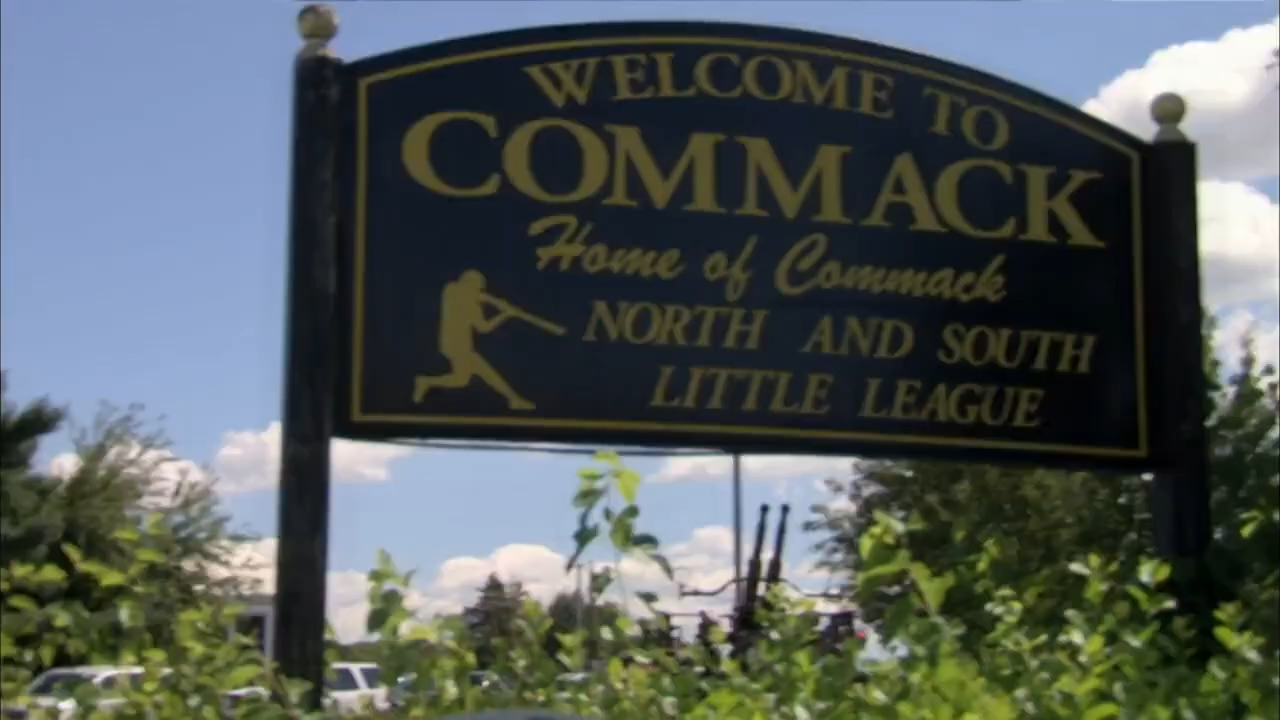 WELCOME TO
COMMACK
Home of Commack
NORTH AND SOUTH
LITTLE LEAGUE